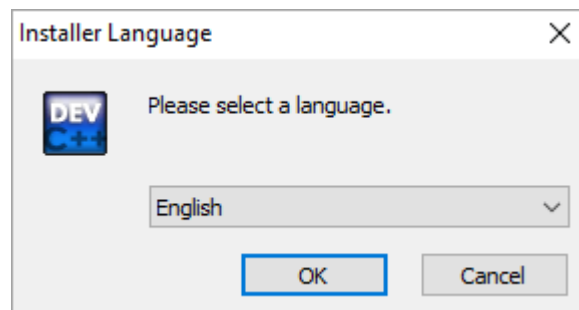 Installer Language
DEV
C++
Please select a language.
English
OK
Cancel